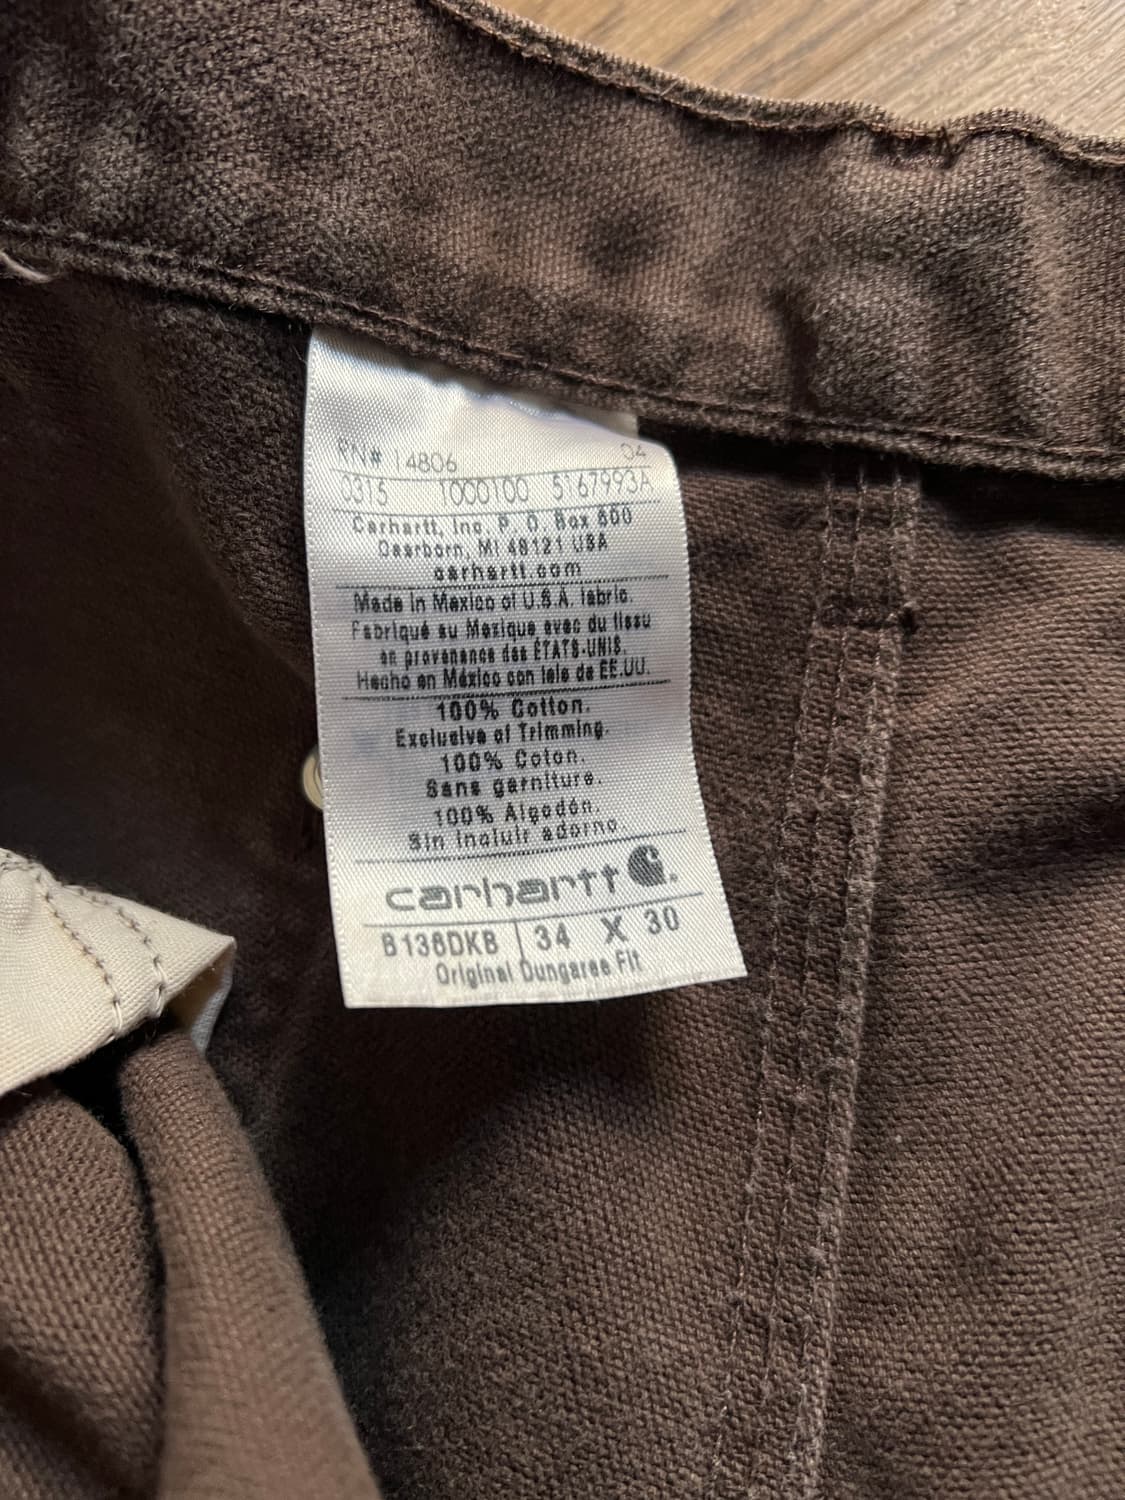 RN# 14806 04
0315 1000100 5167993A
Carhartt, Inc. P. O. Box 600
Dearborn, MI 48121 USA
carhartt.com
Made in Mexico of U.S.A. fabric.
Fabriqué au Mexique avec du tissu
en provenance des ÉTATS-UNIS.
Hecho en México con tela de EE.UU.
100% Cotton.
Exclusive of Trimming.
100% Coton.
Sans garniture.
100% Algodón.
Sin incluir adorno.
carhartt
B136DKB 34 X 30
Original Dungaree Fit